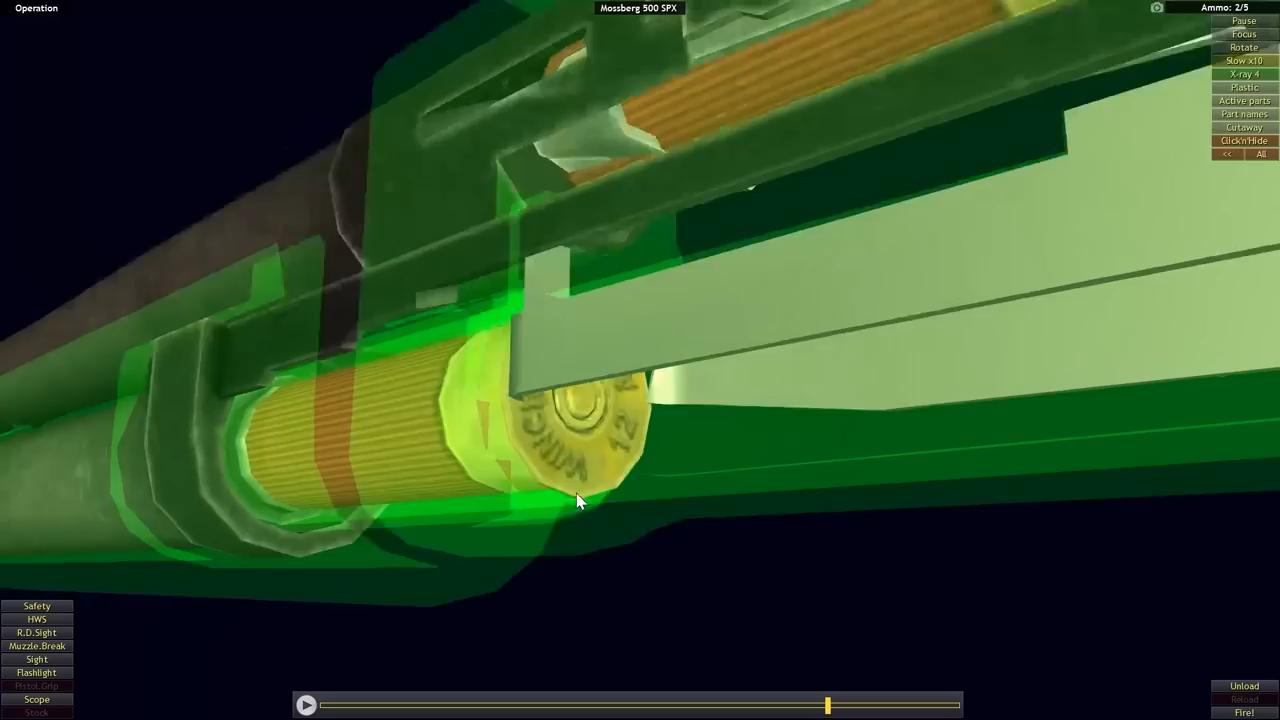 Operation
Mossberg 500 SPX
Ammo: 2/5
Pause
Focus
Rotate
Slow x10
X-ray 4
Plastic
Active parts
Part names
Cutaway
Click'n'Hide
<< All
12
Safety
HWS
R.D.Sight
Muzzle.Break
Sight
Flashlight
Pistol.Grip
Scope
Stock
Unload
Reload
Fire!